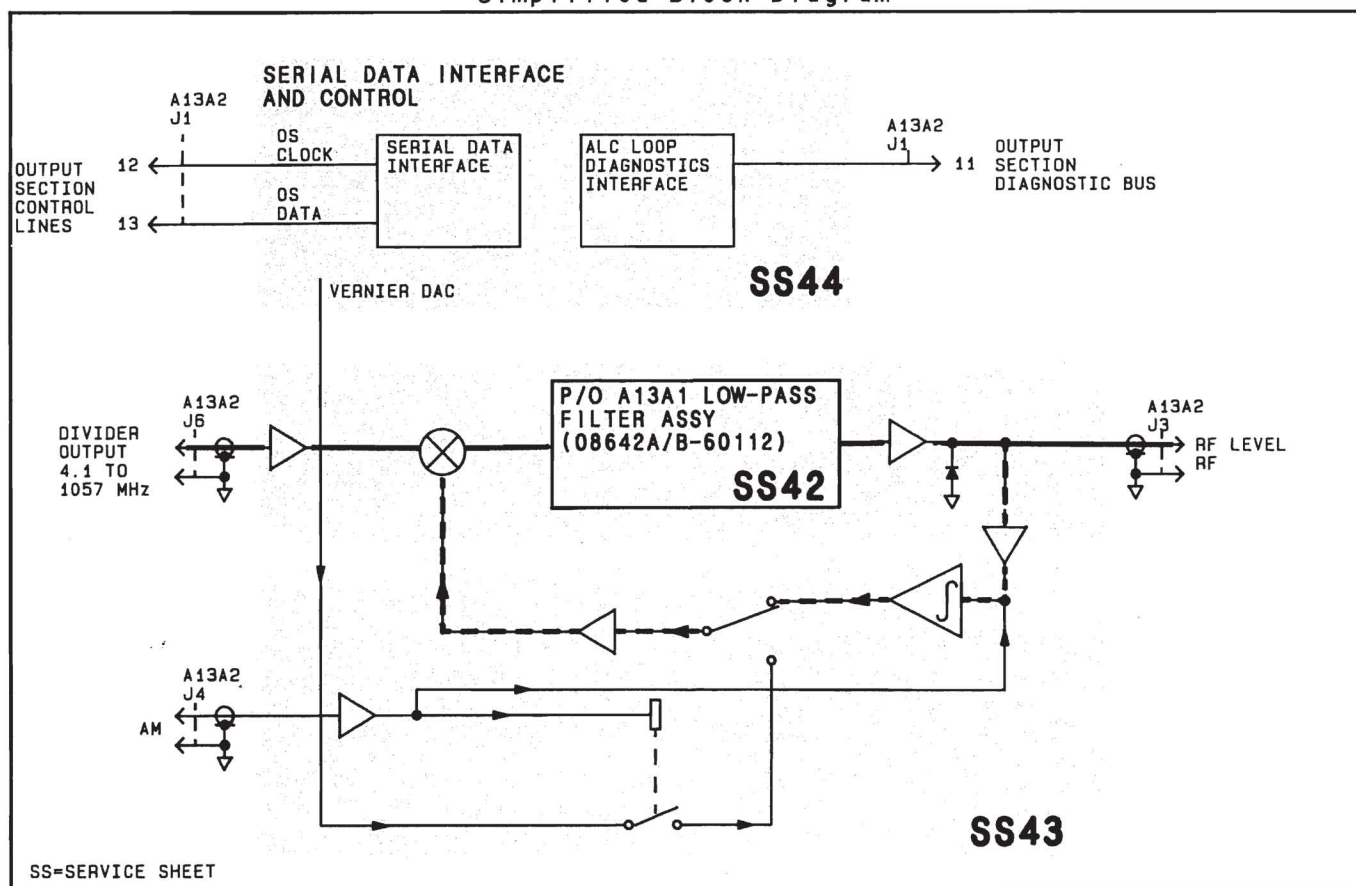 Simplified Block Diagram
SERIAL DATA INTERFACE
AND CONTROL
A13A2
J1
OS
CLOCK
SERIAL DATA
INTERFACE
ALC LOOP
DIAGNOSTICS
INTERFACE
A13A2
J1
11
OUTPUT
SECTION
DIAGNOSTIC BUS
OUTPUT
SECTION
CONTROL
LINES
12
13
OS
DATA
SS44
VERNIER DAC
A13A2
J6
DIVIDER
OUTPUT
4.1 TO
1057 MHz
P/O A13A1 LOW-PASS
FILTER ASSY
(08642A/B-60112)
SS42
A13A2
J3
RF LEVEL
RF
∫
A13A2
J4
AM
SS43
SS=SERVICE SHEET